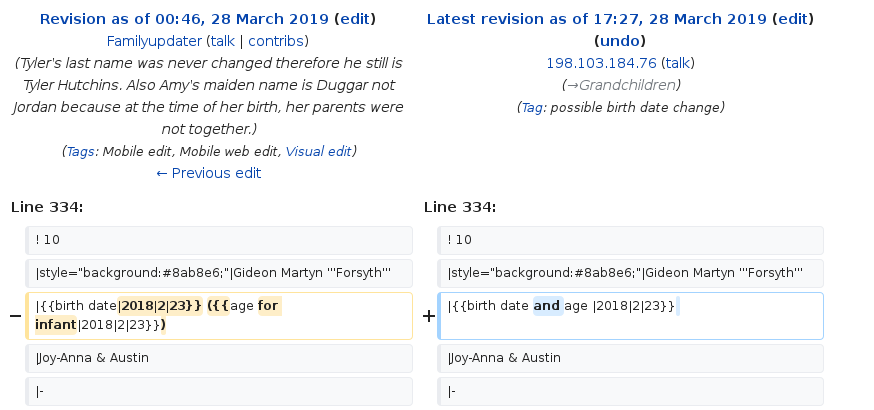 Revision as of 00:46, 28 March 2019 (edit)
Familyupdater (talk | contribs)
(Tyler's last name was never changed therefore he still is
Tyler Hutchins. Also Amy's maiden name is Duggar not
Jordan because at the time of her birth, her parents were
not together.)
(Tags: Mobile edit, Mobile web edit, Visual edit)
← Previous edit
Latest revision as of 17:27, 28 March 2019 (edit)
(undo)
198.103.184.76 (talk)
(→Grandchildren)
(Tag: possible birth date change)
Line 334:
Line 334:
! 10
! 10
|style="background:#8ab8e6;"|Gideon Martyn '''Forsyth'''
|style="background:#8ab8e6;"|Gideon Martyn '''Forsyth'''
− |{{birth date|2018|2|23}} ({{age for
infant|2018|2|23}})
+ |{{birth date and age |2018|2|23}}
|Joy-Anna & Austin
|Joy-Anna & Austin
|-
|-